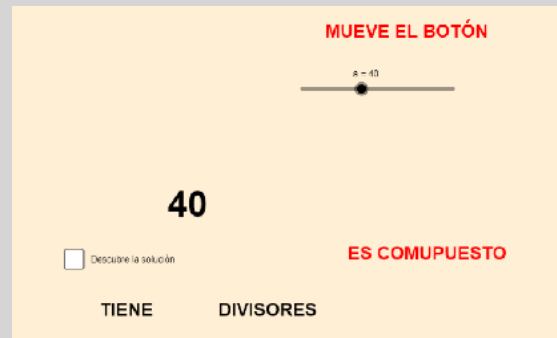 MUEVE EL BOTÓN
a = 40
40
Descubre la solución
ES COMUPUESTO
TIENE DIVISORES